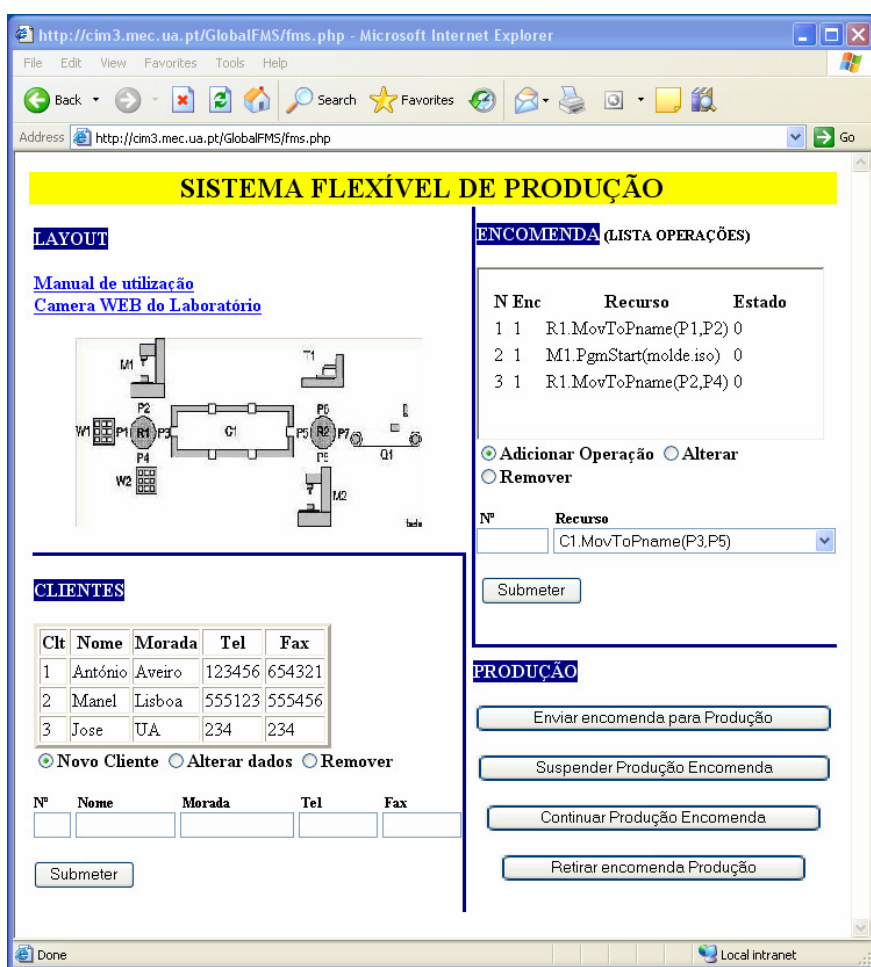 http://cim3.mec.ua.pt/GlobalFMS/fms.php - Microsoft Internet Explorer
File Edit View Favorites Tools Help
Back Search Favorites
Address http://cim3.mec.ua.pt/GlobalFMS/fms.php Go
SISTEMA FLEXÍVEL DE PRODUÇÃO
LAYOUT
Manual de utilização
Camera WEB do Laboratório
M1 T1
P2 P6
W1 P1 R1 P3 C1 P5 R2 P7 Q1
P4
W2 M2
CLIENTES
Clt Nome Morada Tel Fax
1 António Aveiro 123456 654321
2 Manel Lisboa 555123 555456
3 Jose UA 234 234
Novo Cliente Alterar dados Remover
Nº Nome Morada Tel Fax
Submeter
ENCOMENDA (LISTA OPERAÇÕES)
N Enc Recurso Estado
1 1 R1.MovToPname(P1,P2) 0
2 1 M1.PgmStart(molde.iso) 0
3 1 R1.MovToPname(P2,P4) 0
Adicionar Operação Alterar
Remover
Nº Recurso
C1.MovToPname(P3,P5)
Submeter
PRODUÇÃO
Enviar encomenda para Produção
Suspender Produção Encomenda
Continuar Produção Encomenda
Retirar encomenda Produção
Done Local intranet